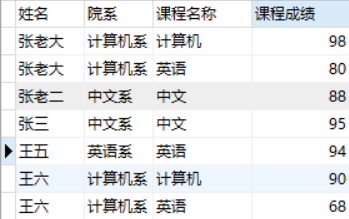 姓名 院系 课程名称 课程成绩
张老大 计算机系 计算机 98
张老大 计算机系 英语 80
张老二 中文系 中文 88
张三 中文系 中文 95
王五 英语系 英语 94
王六 计算机系 计算机 90
王六 计算机系 英语 68